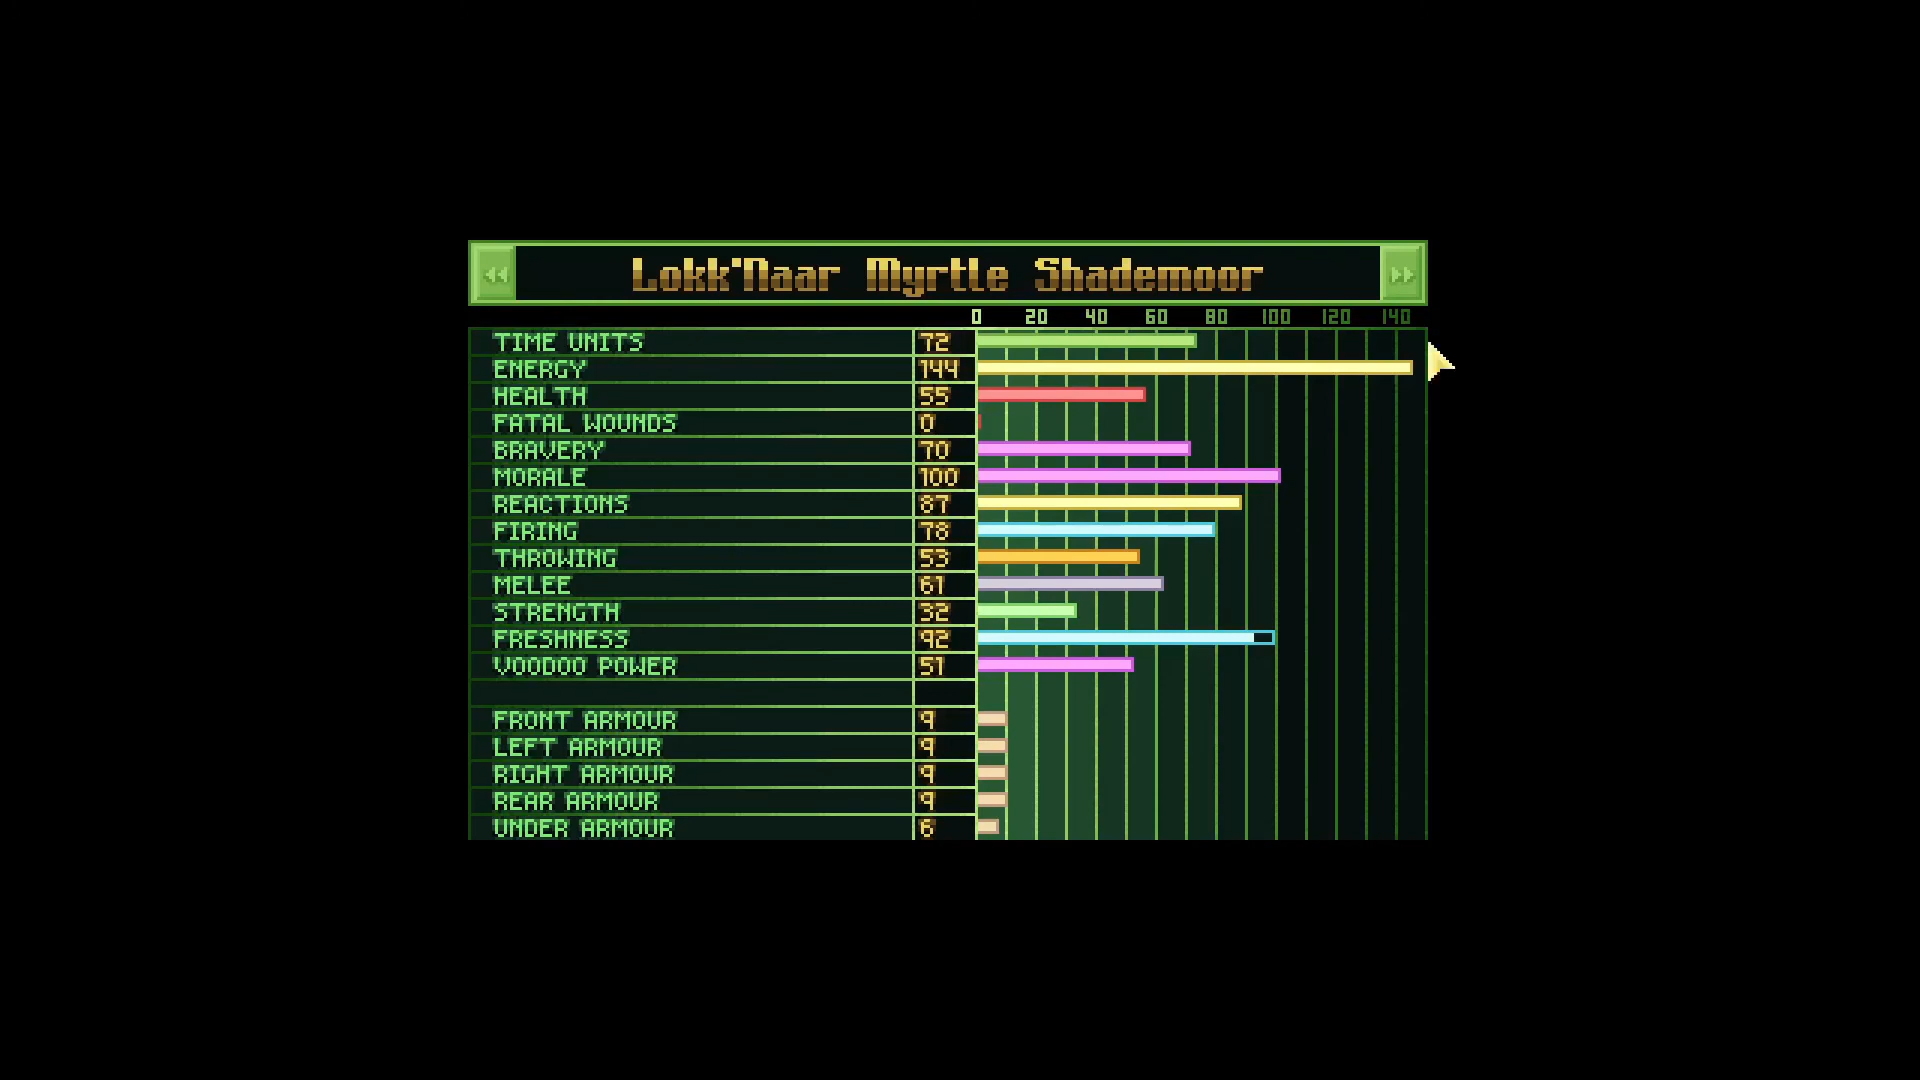 Lokk'Naar Myrtle Shademoor
0 20 40 60 80 100 120 140
TIME UNITS 72
ENERGY 144
HEALTH 55
FATAL WOUNDS 0
BRAVERY 70
MORALE 100
REACTIONS 87
FIRING 78
THROWING 53
MELEE 61
STRENGTH 32
FRESHNESS 92
VOODOO POWER 51
FRONT ARMOUR 9
LEFT ARMOUR 9
RIGHT ARMOUR 9
REAR ARMOUR 9
UNDER ARMOUR 6